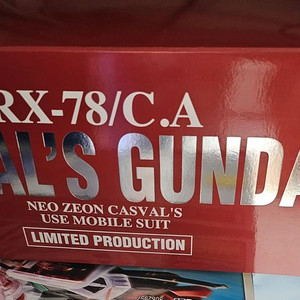 RX-78/C.A
AL'S GUNDA
NEO ZEON CASVAL'S
USE MOBILE SUIT
LIMITED PRODUCTION